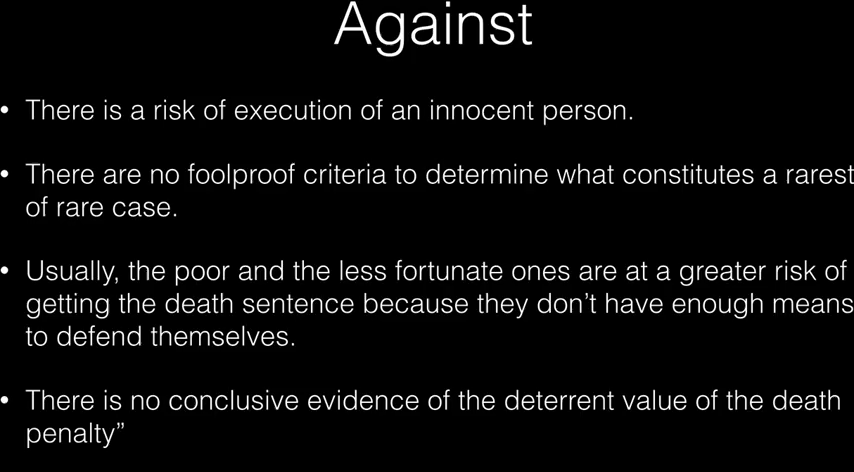 Against
• There is a risk of execution of an innocent person.
• There are no foolproof criteria to determine what constitutes a rarest
of rare case.
• Usually, the poor and the less fortunate ones are at a greater risk of
getting the death sentence because they don’t have enough means
to defend themselves.
• There is no conclusive evidence of the deterrent value of the death
penalty”